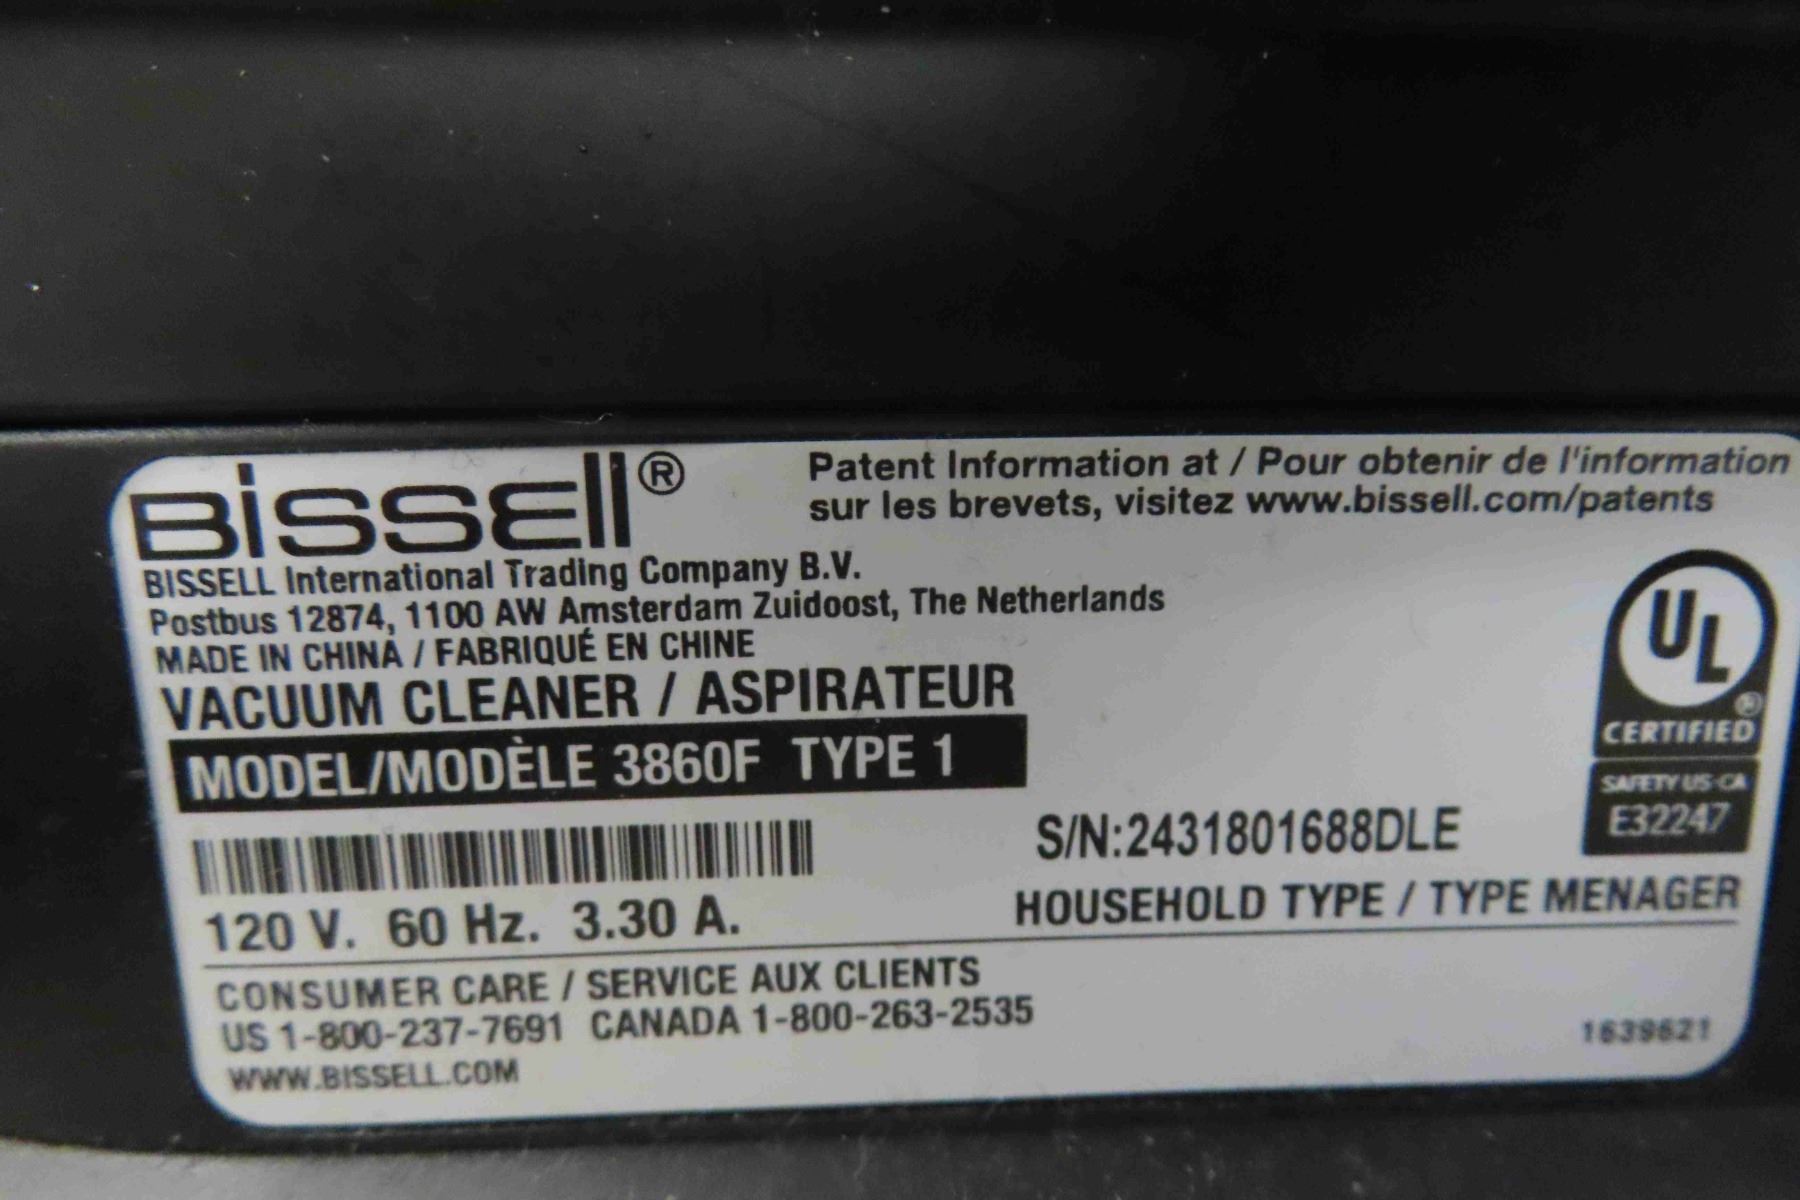 BISSELL®
Patent Information at / Pour obtenir de l'information
sur les brevets, visitez www.bissell.com/patents
BISSELL International Trading Company B.V.
Postbus 12874, 1100 AW Amsterdam Zuidoost, The Netherlands
MADE IN CHINA / FABRIQUÉ EN CHINE
VACUUM CLEANER / ASPIRATEUR
MODEL/MODÈLE 3860F TYPE 1
UL®
CERTIFIED
SAFETY US-CA
E32247
S/N:2431801688DLE
120 V. 60 Hz. 3.30 A.
HOUSEHOLD TYPE / TYPE MENAGER
CONSUMER CARE / SERVICE AUX CLIENTS
US 1-800-237-7691 CANADA 1-800-263-2535
WWW.BISSELL.COM
1639621